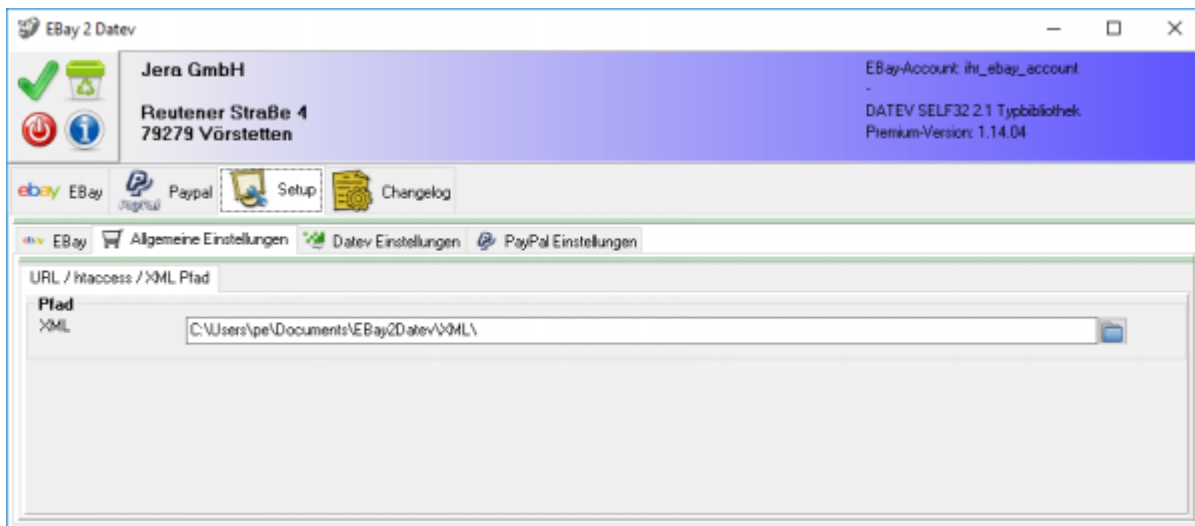 EBay 2 Datev
Jera GmbH
Reutener Straße 4
79279 Vörstetten
EBay-Account: ihr_ebay_account
-
DATEV SELF32 2.1 Typbibliothek
Premium-Version: 1.14.04
ebay EBay Paypal Setup Changelog
EBay Allgemeine Einstellungen Datev Einstellungen PayPal Einstellungen
URL / htaccess / XML Pfad
Pfad
XML C:\Users\pe\Documents\EBay2Datev\XML\